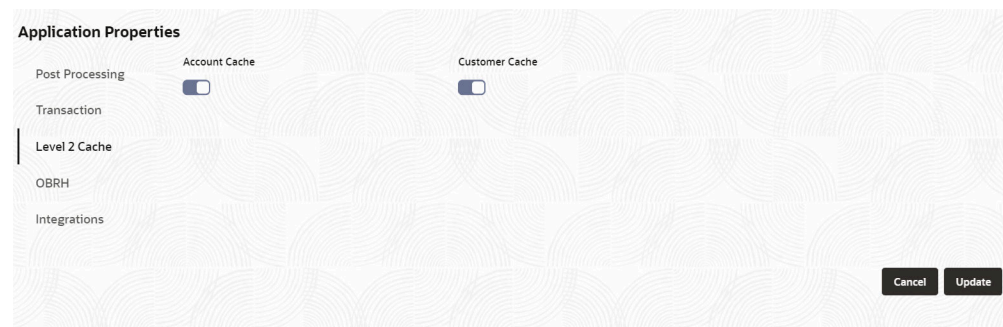 Application Properties
Account Cache
Customer Cache
Post Processing
Transaction
Level 2 Cache
OBRH
Integrations
Cancel
Update